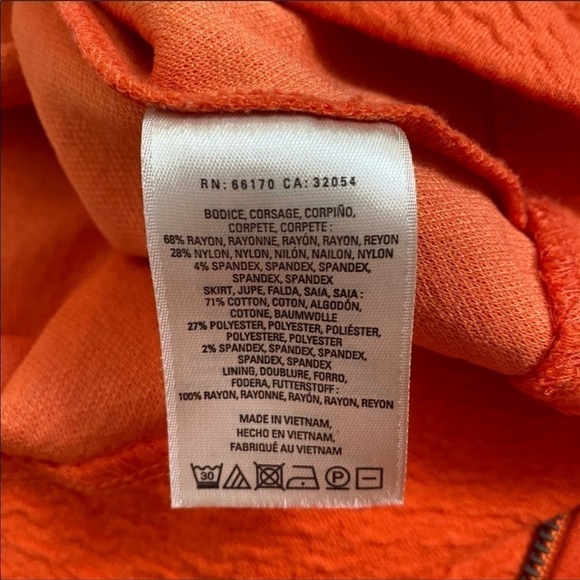 RN: 66170 CA: 32054
BODICE, CORSAGE, CORPIÑO,
CORPETE, CORPETE :
68% RAYON, RAYONNE, RAYÓN, RAYON, REYON
28% NYLON, NYLON, NILÓN, NAILON, NYLON
4% SPANDEX, SPANDEX, SPANDEX,
SPANDEX, SPANDEX
SKIRT, JUPE, FALDA, SAIA, SAIA :
71% COTTON, COTON, ALGODÓN,
COTONE, BAUMWOLLE
27% POLYESTER, POLYESTER, POLIÉSTER,
POLYESTERE, POLYESTER
2% SPANDEX, SPANDEX, SPANDEX,
SPANDEX, SPANDEX
LINING, DOUBLURE, FORRO,
FODERA, FUTTERSTOFF :
100% RAYON, RAYONNE, RAYÓN, RAYON, REYON
MADE IN VIETNAM,
HECHO EN VIETNAM,
FABRIQUÉ AU VIETNAM
30 P